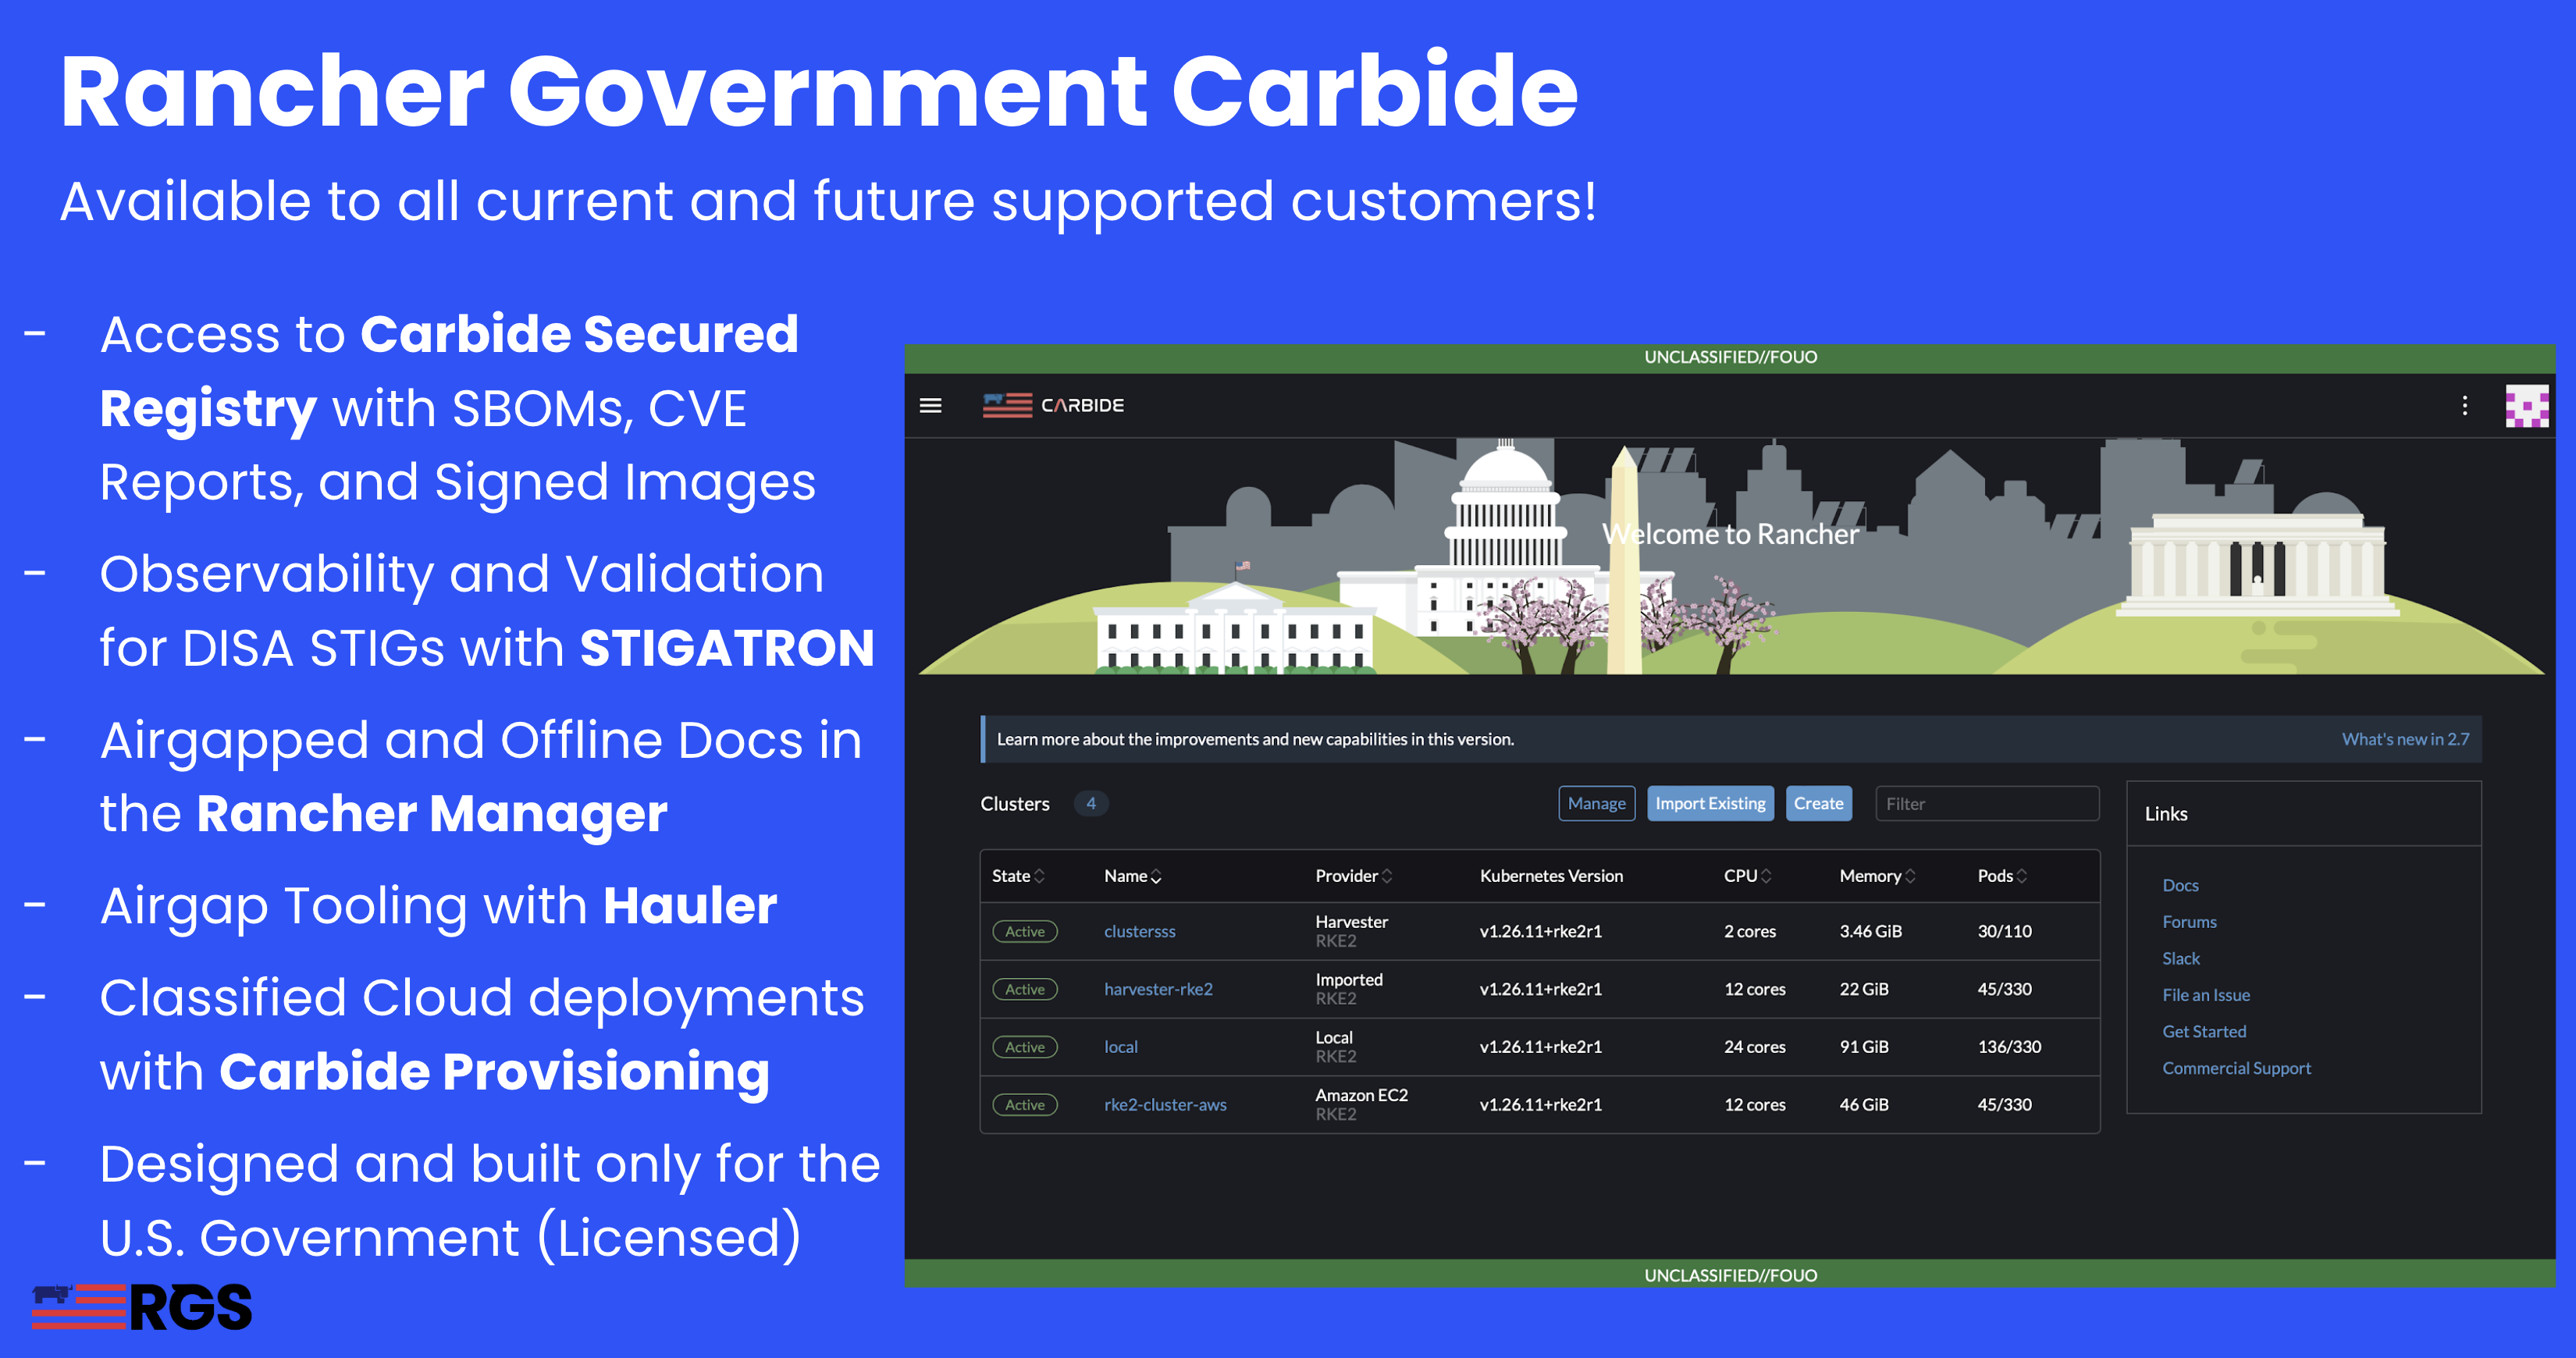 Rancher Government Carbide
Available to all current and future supported customers!
- Access to Carbide Secured
Registry with SBOMs, CVE
Reports, and Signed Images
- Observability and Validation
for DISA STIGs with STIGATRON
- Airgapped and Offline Docs in
the Rancher Manager
- Airgap Tooling with Hauler
- Classified Cloud deployments
with Carbide Provisioning
- Designed and built only for the
U.S. Government (Licensed)
RGS
UNCLASSIFIED//FOUO
CARBIDE
Welcome to Rancher
Learn more about the improvements and new capabilities in this version. What's new in 2.7
Clusters 4 Manage Import Existing Create Filter
State Name Provider Kubernetes Version CPU Memory Pods
Active clustersss Harvester RKE2 v1.26.11+rke2r1 2 cores 3.46 GiB 30/110
Active harvester-rke2 Imported RKE2 v1.26.11+rke2r1 12 cores 22 GiB 45/330
Active local Local RKE2 v1.26.11+rke2r1 24 cores 91 GiB 136/330
Active rke2-cluster-aws Amazon EC2 RKE2 v1.26.11+rke2r1 12 cores 46 GiB 45/330
Links
Docs
Forums
Slack
File an Issue
Get Started
Commercial Support
UNCLASSIFIED//FOUO